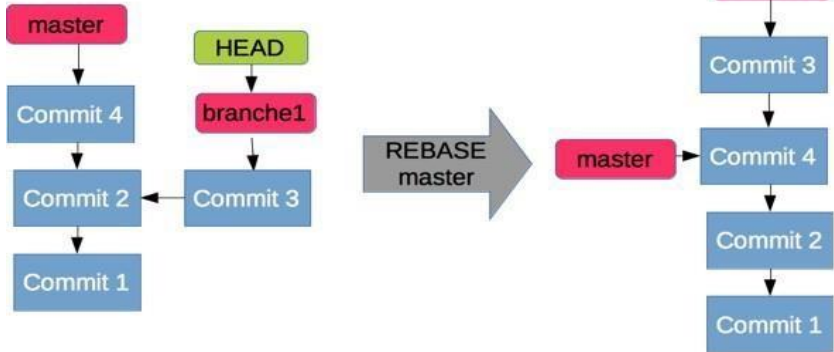 master
HEAD
Commit 4
branche1
Commit 2
Commit 3
Commit 1
REBASE
master
Commit 3
master
Commit 4
Commit 2
Commit 1